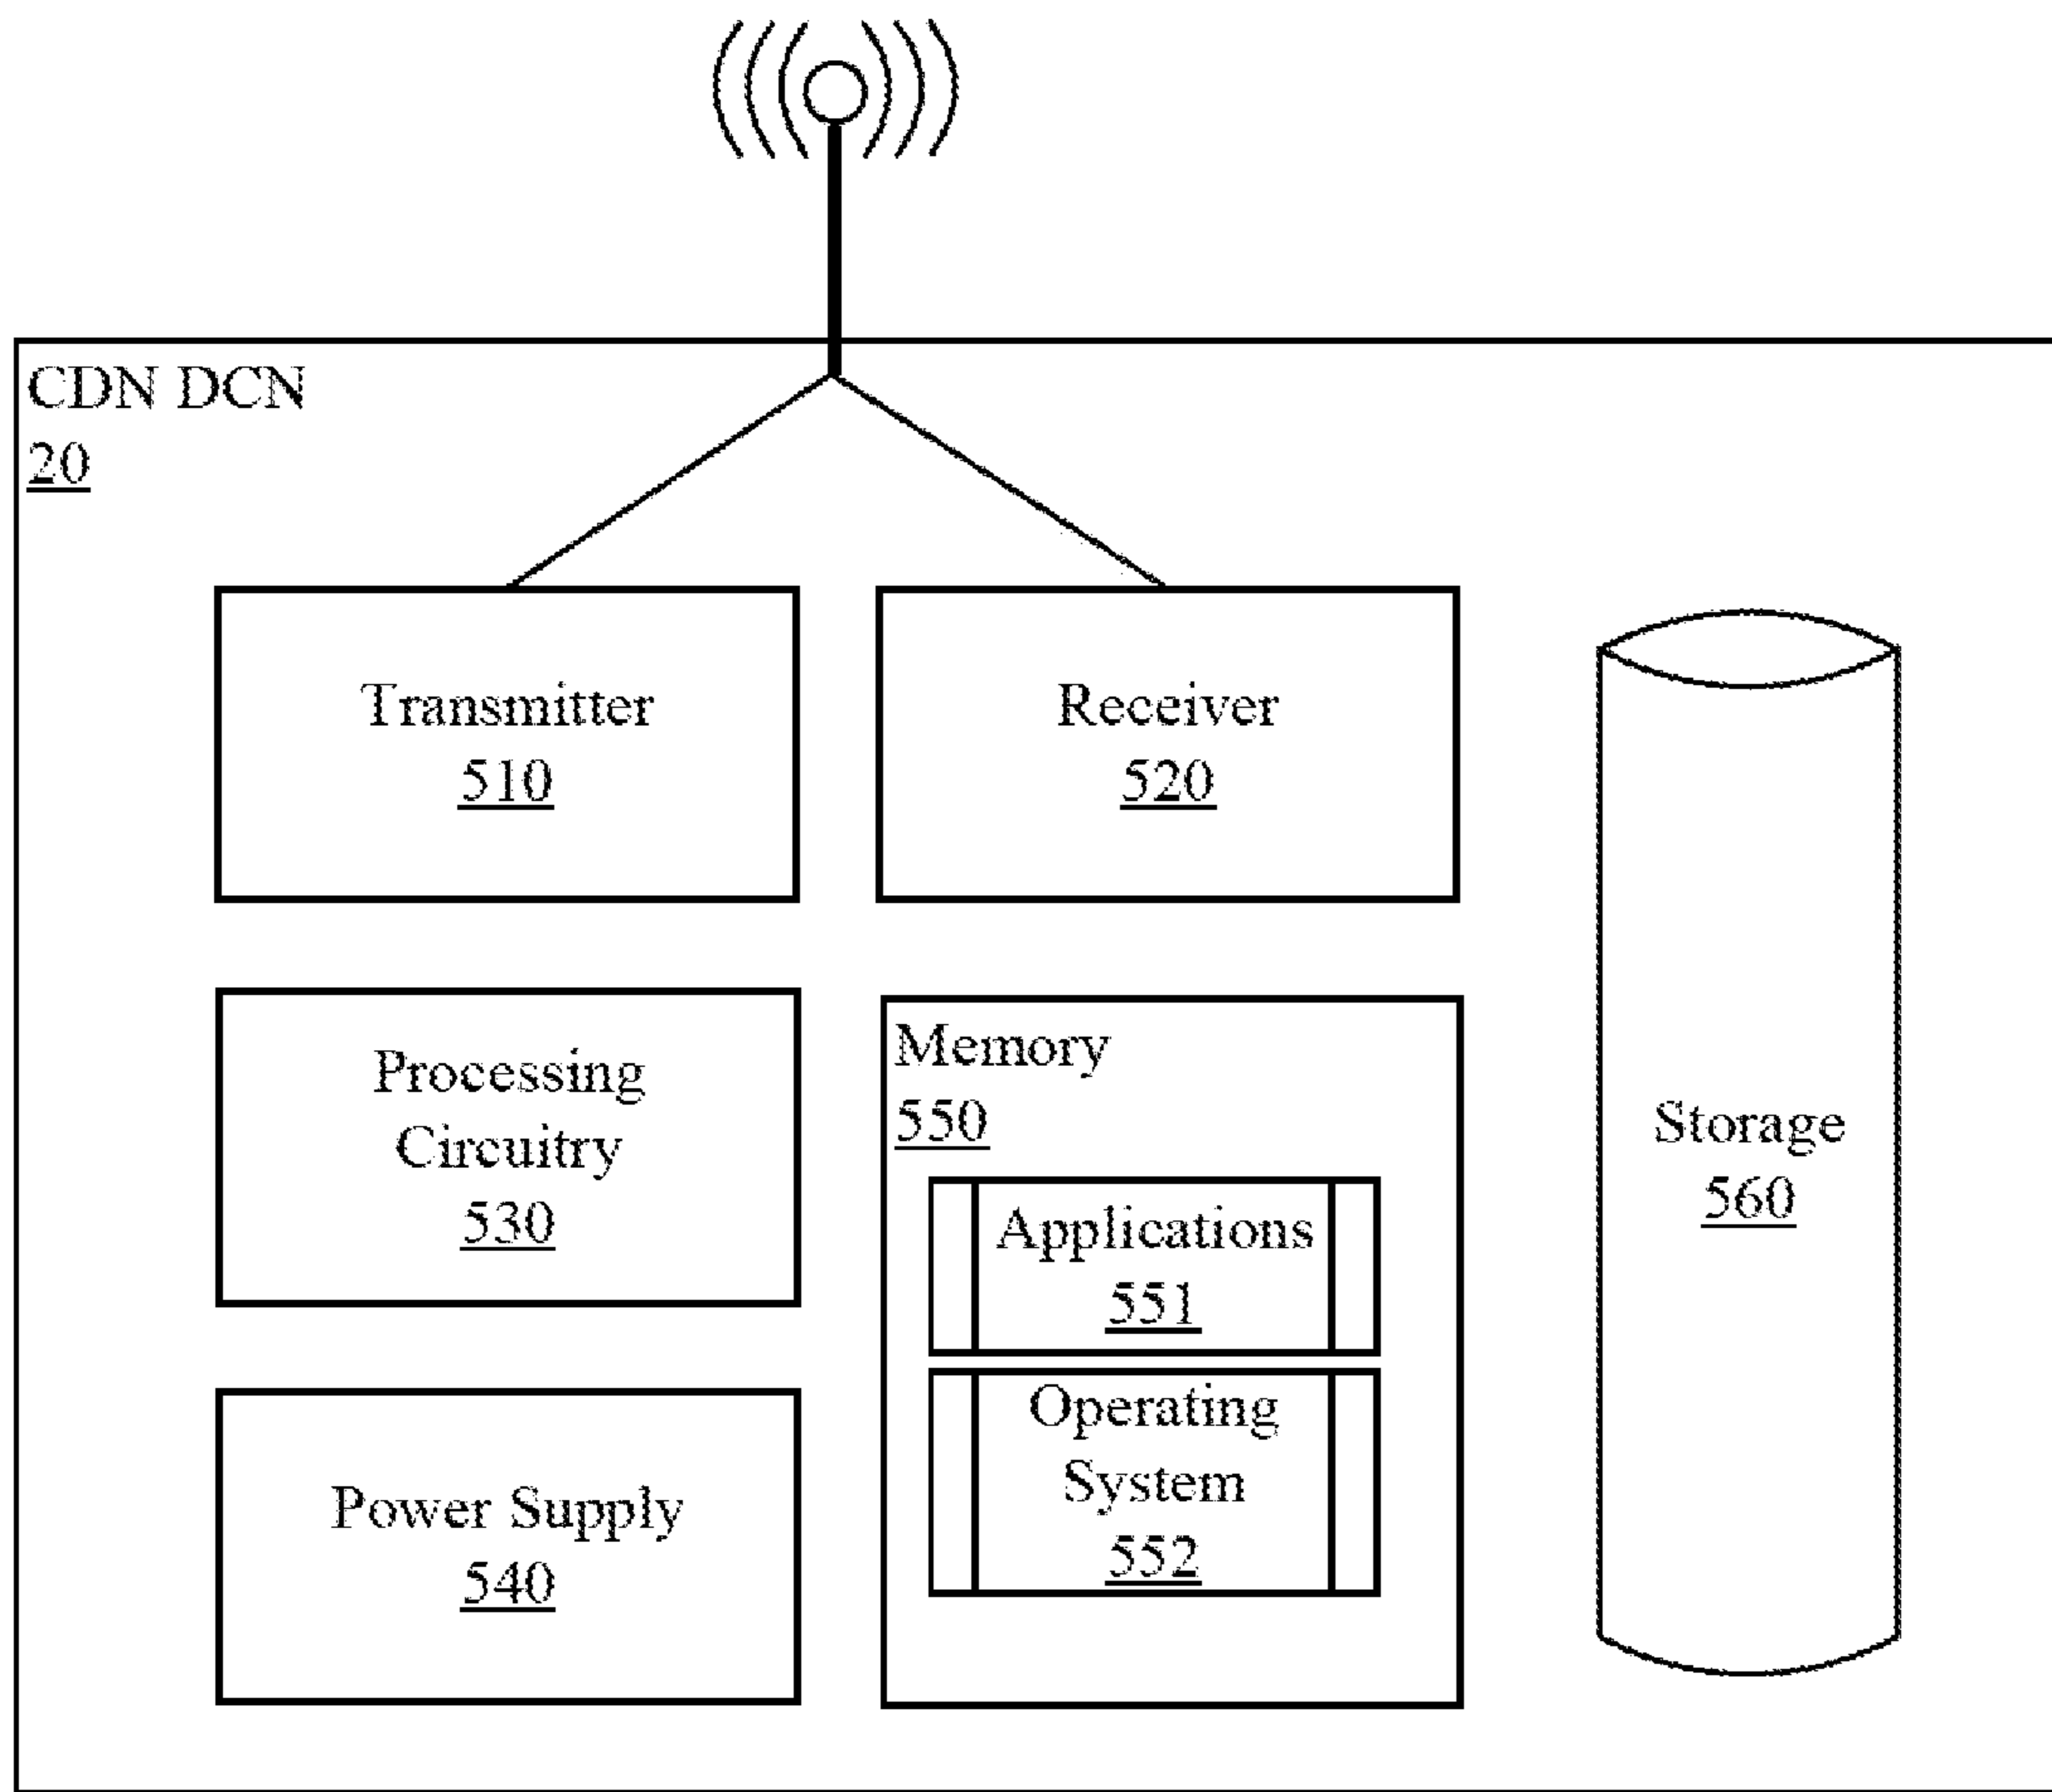 CDN DCN
20
Transmitter
510
Receiver
520
Processing
Circuitry
530
Memory
550
Applications
551
Operating
System
552
Power Supply
540
Storage
560